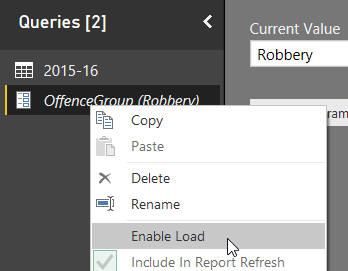 Queries [2]
Current Value
2015-16
Robbery
OffenceGroup (Robbery)
Copy
Paste
Delete
Rename
Enable Load
Include In Report Refresh